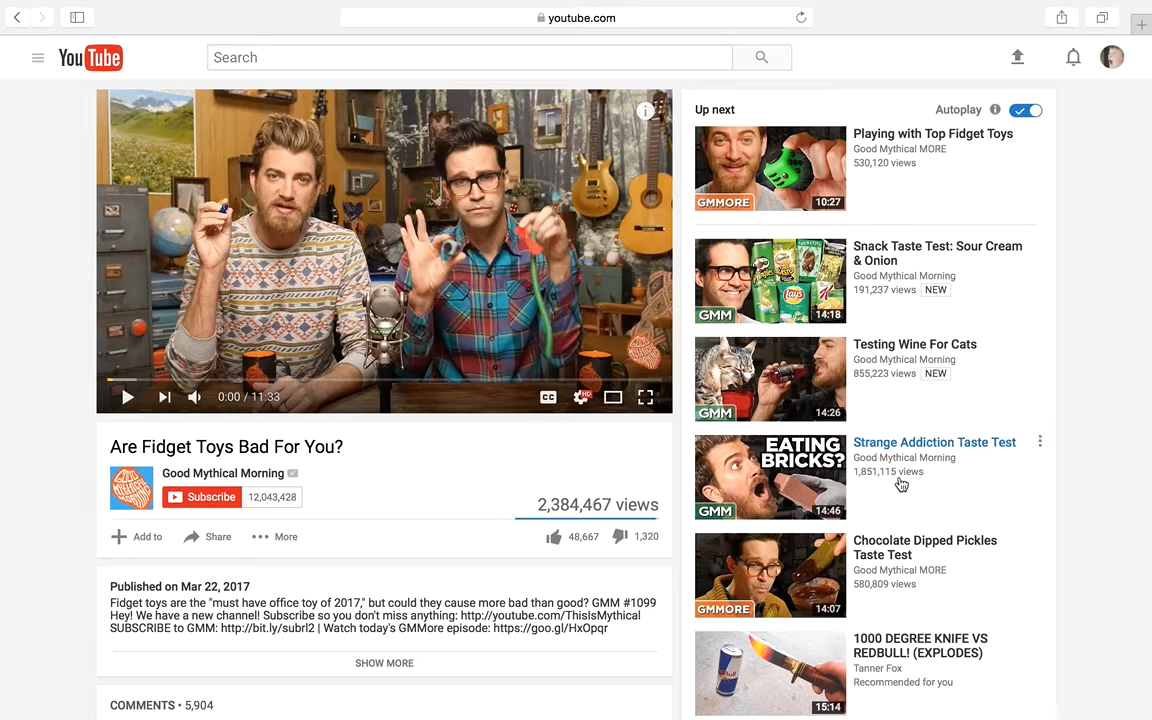 youtube.com
YouTube
Search
0:00 / 11:33
CC
HD
Are Fidget Toys Bad For You?
GOOD MYTHICAL MORNING
Good Mythical Morning
Subscribe 12,043,428
2,384,467 views
Add to
Share
More
48,667
1,320
Published on Mar 22, 2017
Fidget toys are the "must have office toy of 2017," but could they cause more bad than good? GMM #1099
Hey! We have a new channel! Subscribe so you don't miss anything: http://youtube.com/ThisIsMythical
SUBSCRIBE to GMM: http://bit.ly/subrl2 | Watch today's GMMore episode: https://goo.gl/HxOpqr
SHOW MORE
COMMENTS • 5,904
Up next
Autoplay
GMMORE
10:27
Playing with Top Fidget Toys
Good Mythical MORE
530,120 views
Pringles
Lay's
GMM
14:18
Snack Taste Test: Sour Cream
& Onion
Good Mythical Morning
191,237 views NEW
GMM
14:26
Testing Wine For Cats
Good Mythical Morning
855,223 views NEW
EATING
BRICKS?
GMM
14:46
Strange Addiction Taste Test
Good Mythical Morning
1,851,115 views
GMMORE
14:07
Chocolate Dipped Pickles
Taste Test
Good Mythical MORE
580,809 views
15:14
1000 DEGREE KNIFE VS
REDBULL! (EXPLODES)
Tanner Fox
Recommended for you